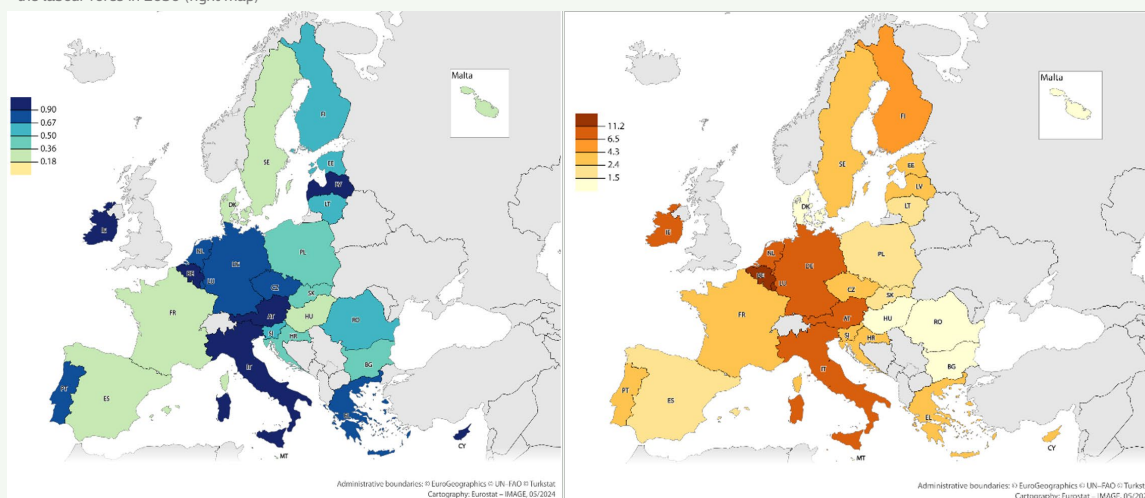 the labour force in 2030 (right map)
Malta
0.90
0.67
0.50
0.36
0.18
FI
SE
EE
LV
LT
DK
IE
NL
DE
PL
BE
LU
CZ
SK
FR
AT
HU
RO
SI
HR
IT
BG
PT
ES
EL
CY
MT
Administrative boundaries: © EuroGeographics © UN–FAO © Turkstat
Cartography: Eurostat – IMAGE, 05/2024
Malta
11.2
6.5
4.3
2.4
1.5
FI
SE
EE
LV
LT
DK
IE
NL
DE
PL
BE
LU
CZ
SK
FR
AT
HU
RO
SI
HR
IT
BG
PT
ES
EL
CY
MT
Administrative boundaries: © EuroGeographics © UN–FAO © Turkst
Cartography: Eurostat – IMAGE, 05/202